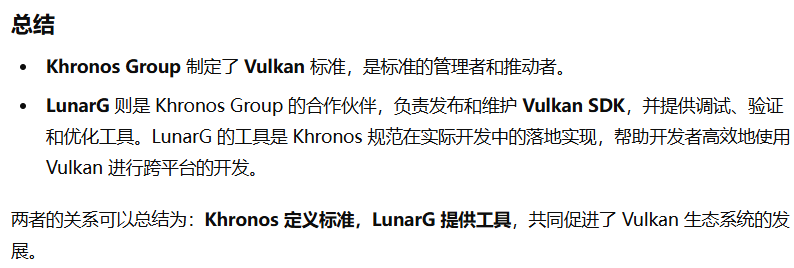 总结
• Khronos Group 制定了 Vulkan 标准，是标准的管理者和推动者。
• LunarG 则是 Khronos Group 的合作伙伴，负责发布和维护 Vulkan SDK，并提供调试、验证
和优化工具。LunarG 的工具是 Khronos 规范在实际开发中的落地实现，帮助开发者高效地使用
Vulkan 进行跨平台的开发。
两者的关系可以总结为：Khronos 定义标准，LunarG 提供工具，共同促进了 Vulkan 生态系统的发
展。